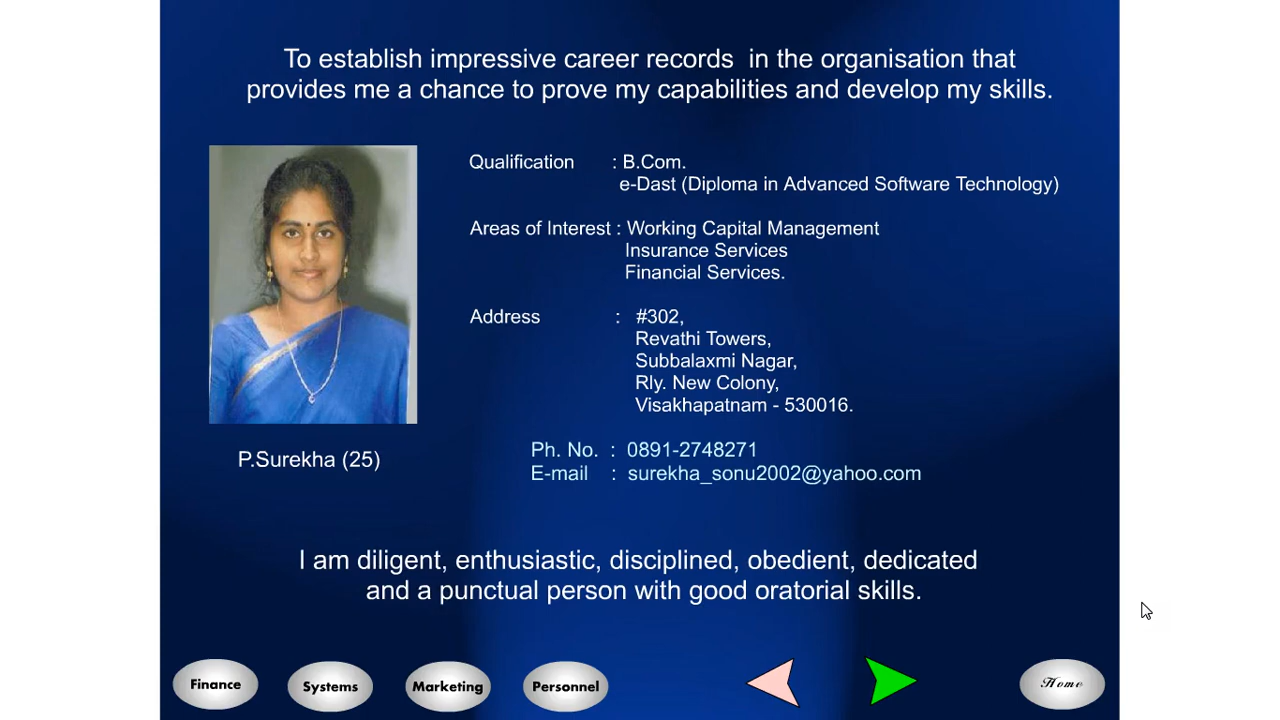 To establish impressive career records in the organisation that
provides me a chance to prove my capabilities and develop my skills.
Qualification : B.Com.
e-Dast (Diploma in Advanced Software Technology)
Areas of Interest : Working Capital Management
Insurance Services
Financial Services.
Address : #302,
Revathi Towers,
Subbalaxmi Nagar,
Rly. New Colony,
Visakhapatnam - 530016.
P.Surekha (25)
Ph. No. : 0891-2748271
E-mail : surekha_sonu2002@yahoo.com
I am diligent, enthusiastic, disciplined, obedient, dedicated
and a punctual person with good oratorial skills.
Finance Systems Marketing Personnel Home